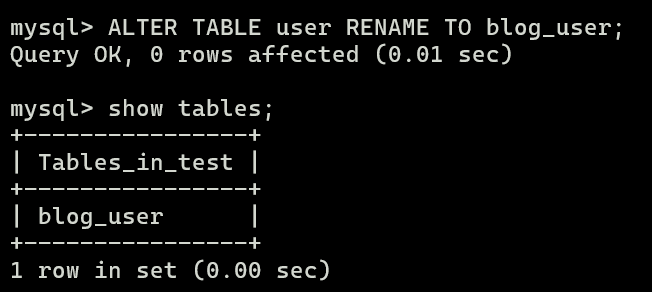 mysql> ALTER TABLE user RENAME TO blog_user;
Query OK, 0 rows affected (0.01 sec)
mysql> show tables;
+----------------+
| Tables_in_test |
+----------------+
| blog_user      |
+----------------+
1 row in set (0.00 sec)